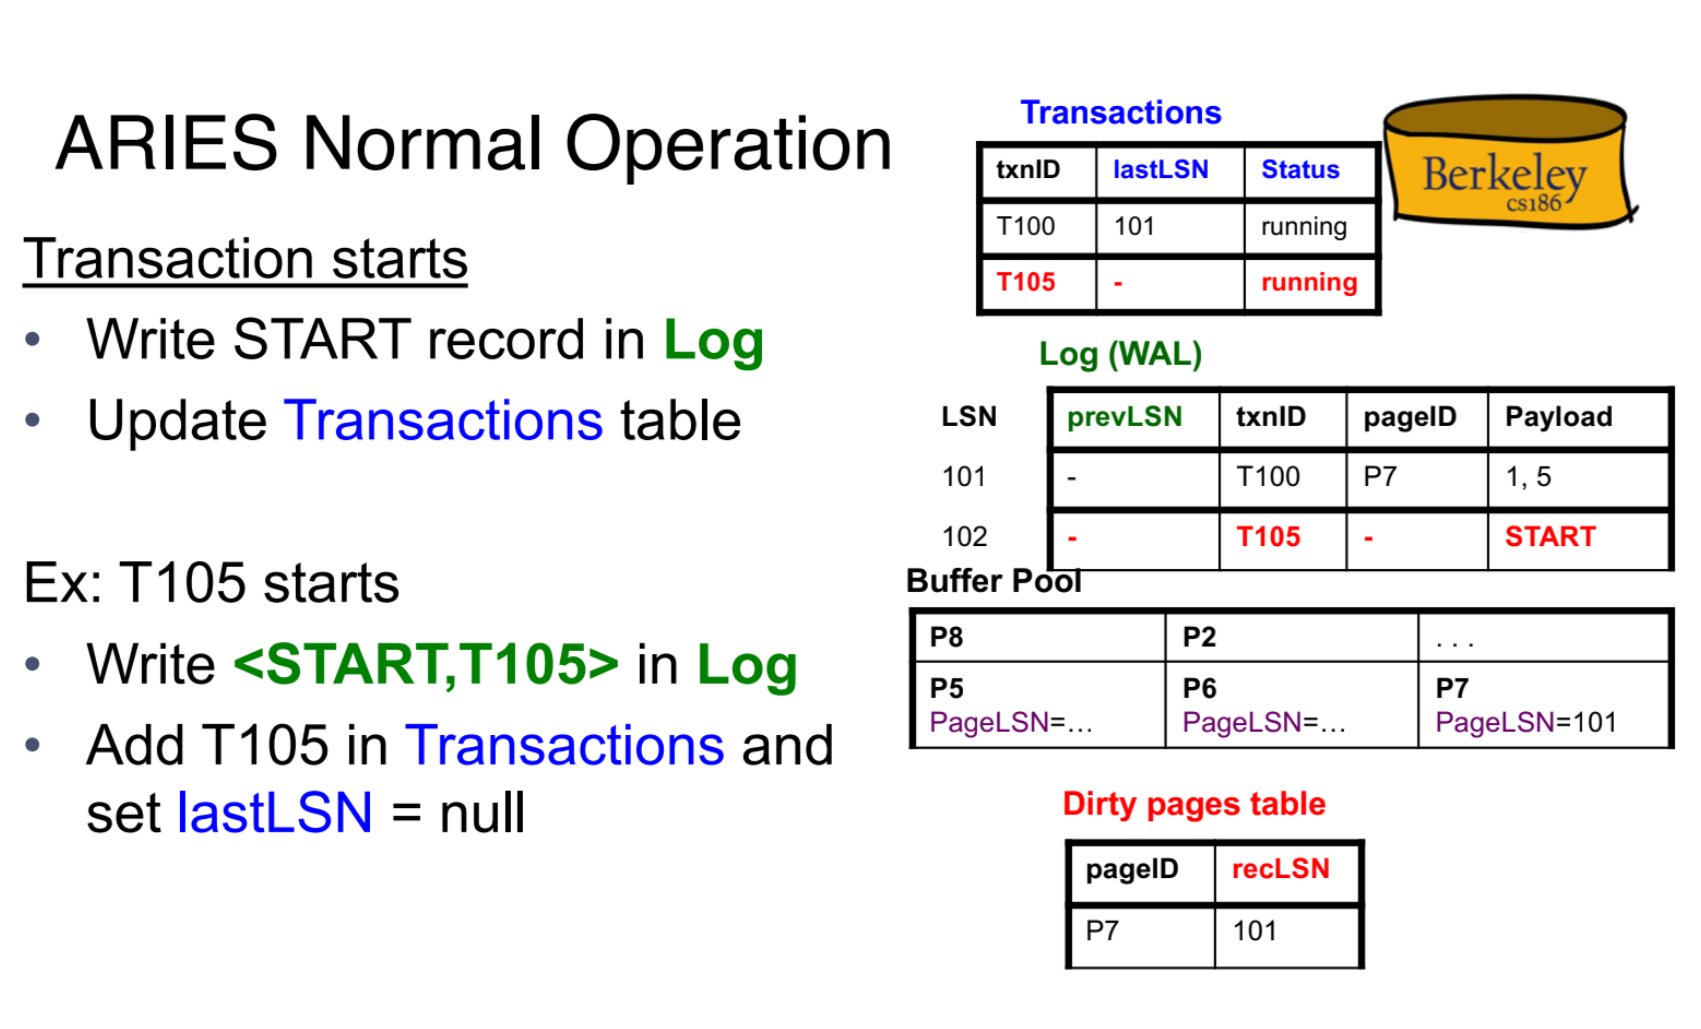 ARIES Normal Operation
Transaction starts
• Write START record in Log
• Update Transactions table
Ex: T105 starts
• Write <START,T105> in Log
• Add T105 in Transactions and
set lastLSN = null
Transactions
txnID lastLSN Status
T100 101 running
T105 - running
Berkeley
cs186
Log (WAL)
LSN prevLSN txnID pageID Payload
101 - T100 P7 1, 5
102 - T105 - START
Buffer Pool
P8 P2 . . .
P5 P6 P7
PageLSN=… PageLSN=… PageLSN=101
Dirty pages table
pageID recLSN
P7 101